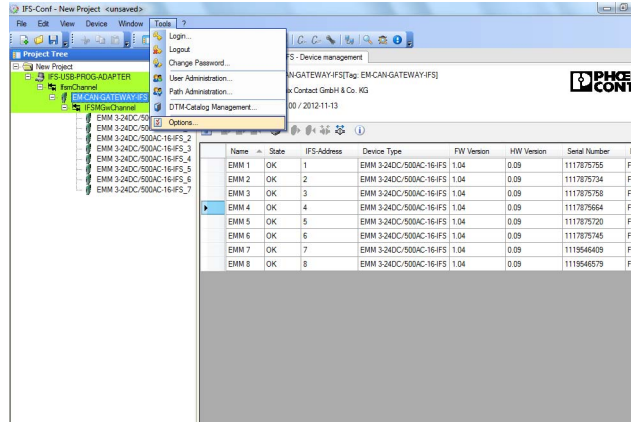 IFS-Conf - New Project <unsaved>
File Edit View Device Window Tools ?
Login...
Logout
Change Password...
User Administration...
Path Administration...
DTM-Catalog Management...
Options...
Project Tree
New Project
IFS-USB-PROG-ADAPTER
IfsmChannel
EM-CAN-GATEWAY-IFS
IFSMGwChannel
EMM 3-24DC/500AC-16-IFS_2
EMM 3-24DC/500AC-16-IFS_3
EMM 3-24DC/500AC-16-IFS_4
EMM 3-24DC/500AC-16-IFS_5
EMM 3-24DC/500AC-16-IFS_6
EMM 3-24DC/500AC-16-IFS_7
FS - Device management
AN-GATEWAY-IFS[Tag: EM-CAN-GATEWAY-IFS]
ix Contact GmbH & Co. KG
.00 / 2012-11-13
PHŒ
CONT
Name State IFS-Address Device Type FW Version HW Version Serial Number
EMM 1 OK 1 EMM 3-24DC/500AC-16-IFS 1.04 0.09 1117875755 F
EMM 2 OK 2 EMM 3-24DC/500AC-16-IFS 1.04 0.09 1117875734 F
EMM 3 OK 3 EMM 3-24DC/500AC-16-IFS 1.04 0.09 1117875758 F
EMM 4 OK 4 EMM 3-24DC/500AC-16-IFS 1.04 0.09 1117875664 F
EMM 5 OK 5 EMM 3-24DC/500AC-16-IFS 1.04 0.09 1117875720 F
EMM 6 OK 6 EMM 3-24DC/500AC-16-IFS 1.04 0.09 1117875745 F
EMM 7 OK 7 EMM 3-24DC/500AC-16-IFS 1.04 0.09 1119546409 F
EMM 8 OK 8 EMM 3-24DC/500AC-16-IFS 1.04 0.09 1119546579 F